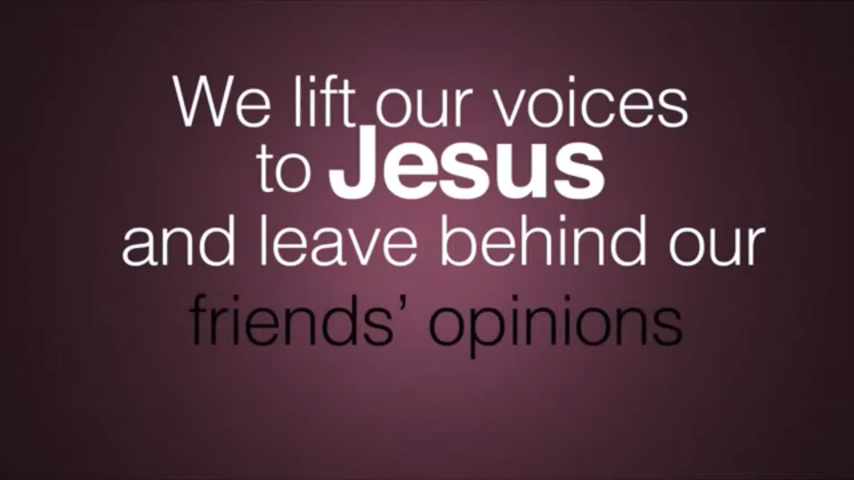 We lift our voices
to Jesus
and leave behind our
friends’ opinions